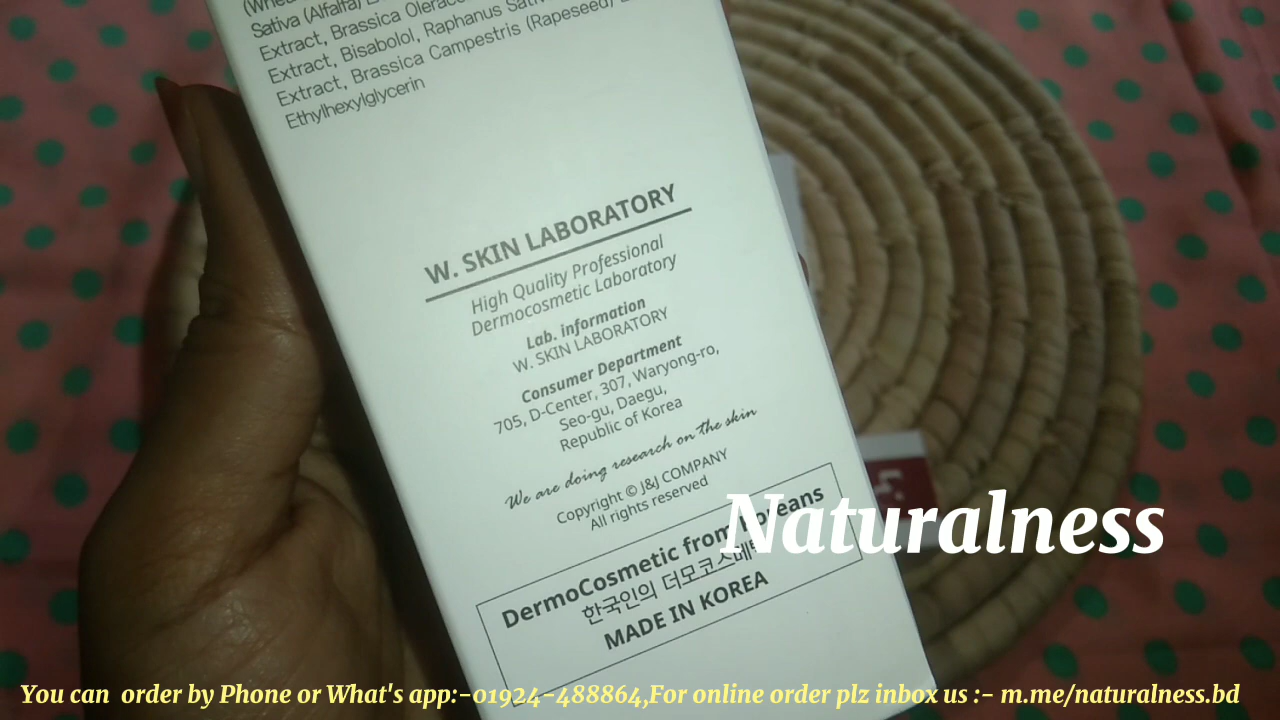 Sativa (Alfalfa)
Extract, Brassica
Extract, Bisabolol, Raphanus
Extract, Brassica Campestris (Rapeseed)
Ethylhexylglycerin
W. SKIN LABORATORY
High Quality Professional
Dermocosmetic Laboratory
Lab. information
W. SKIN LABORATORY
Consumer Department
705, D-Center, 307, Waryong-ro,
Seo-gu, Daegu,
Republic of Korea
We are doing research on the skin
Copyright © J&J COMPANY
All rights reserved
DermoCosmetic from Koreans
한국인의 더모코스메틱
MADE IN KOREA
Naturalness
You can order by Phone or What's app:-01924-488864,For online order plz inbox us :- m.me/naturalness.bd